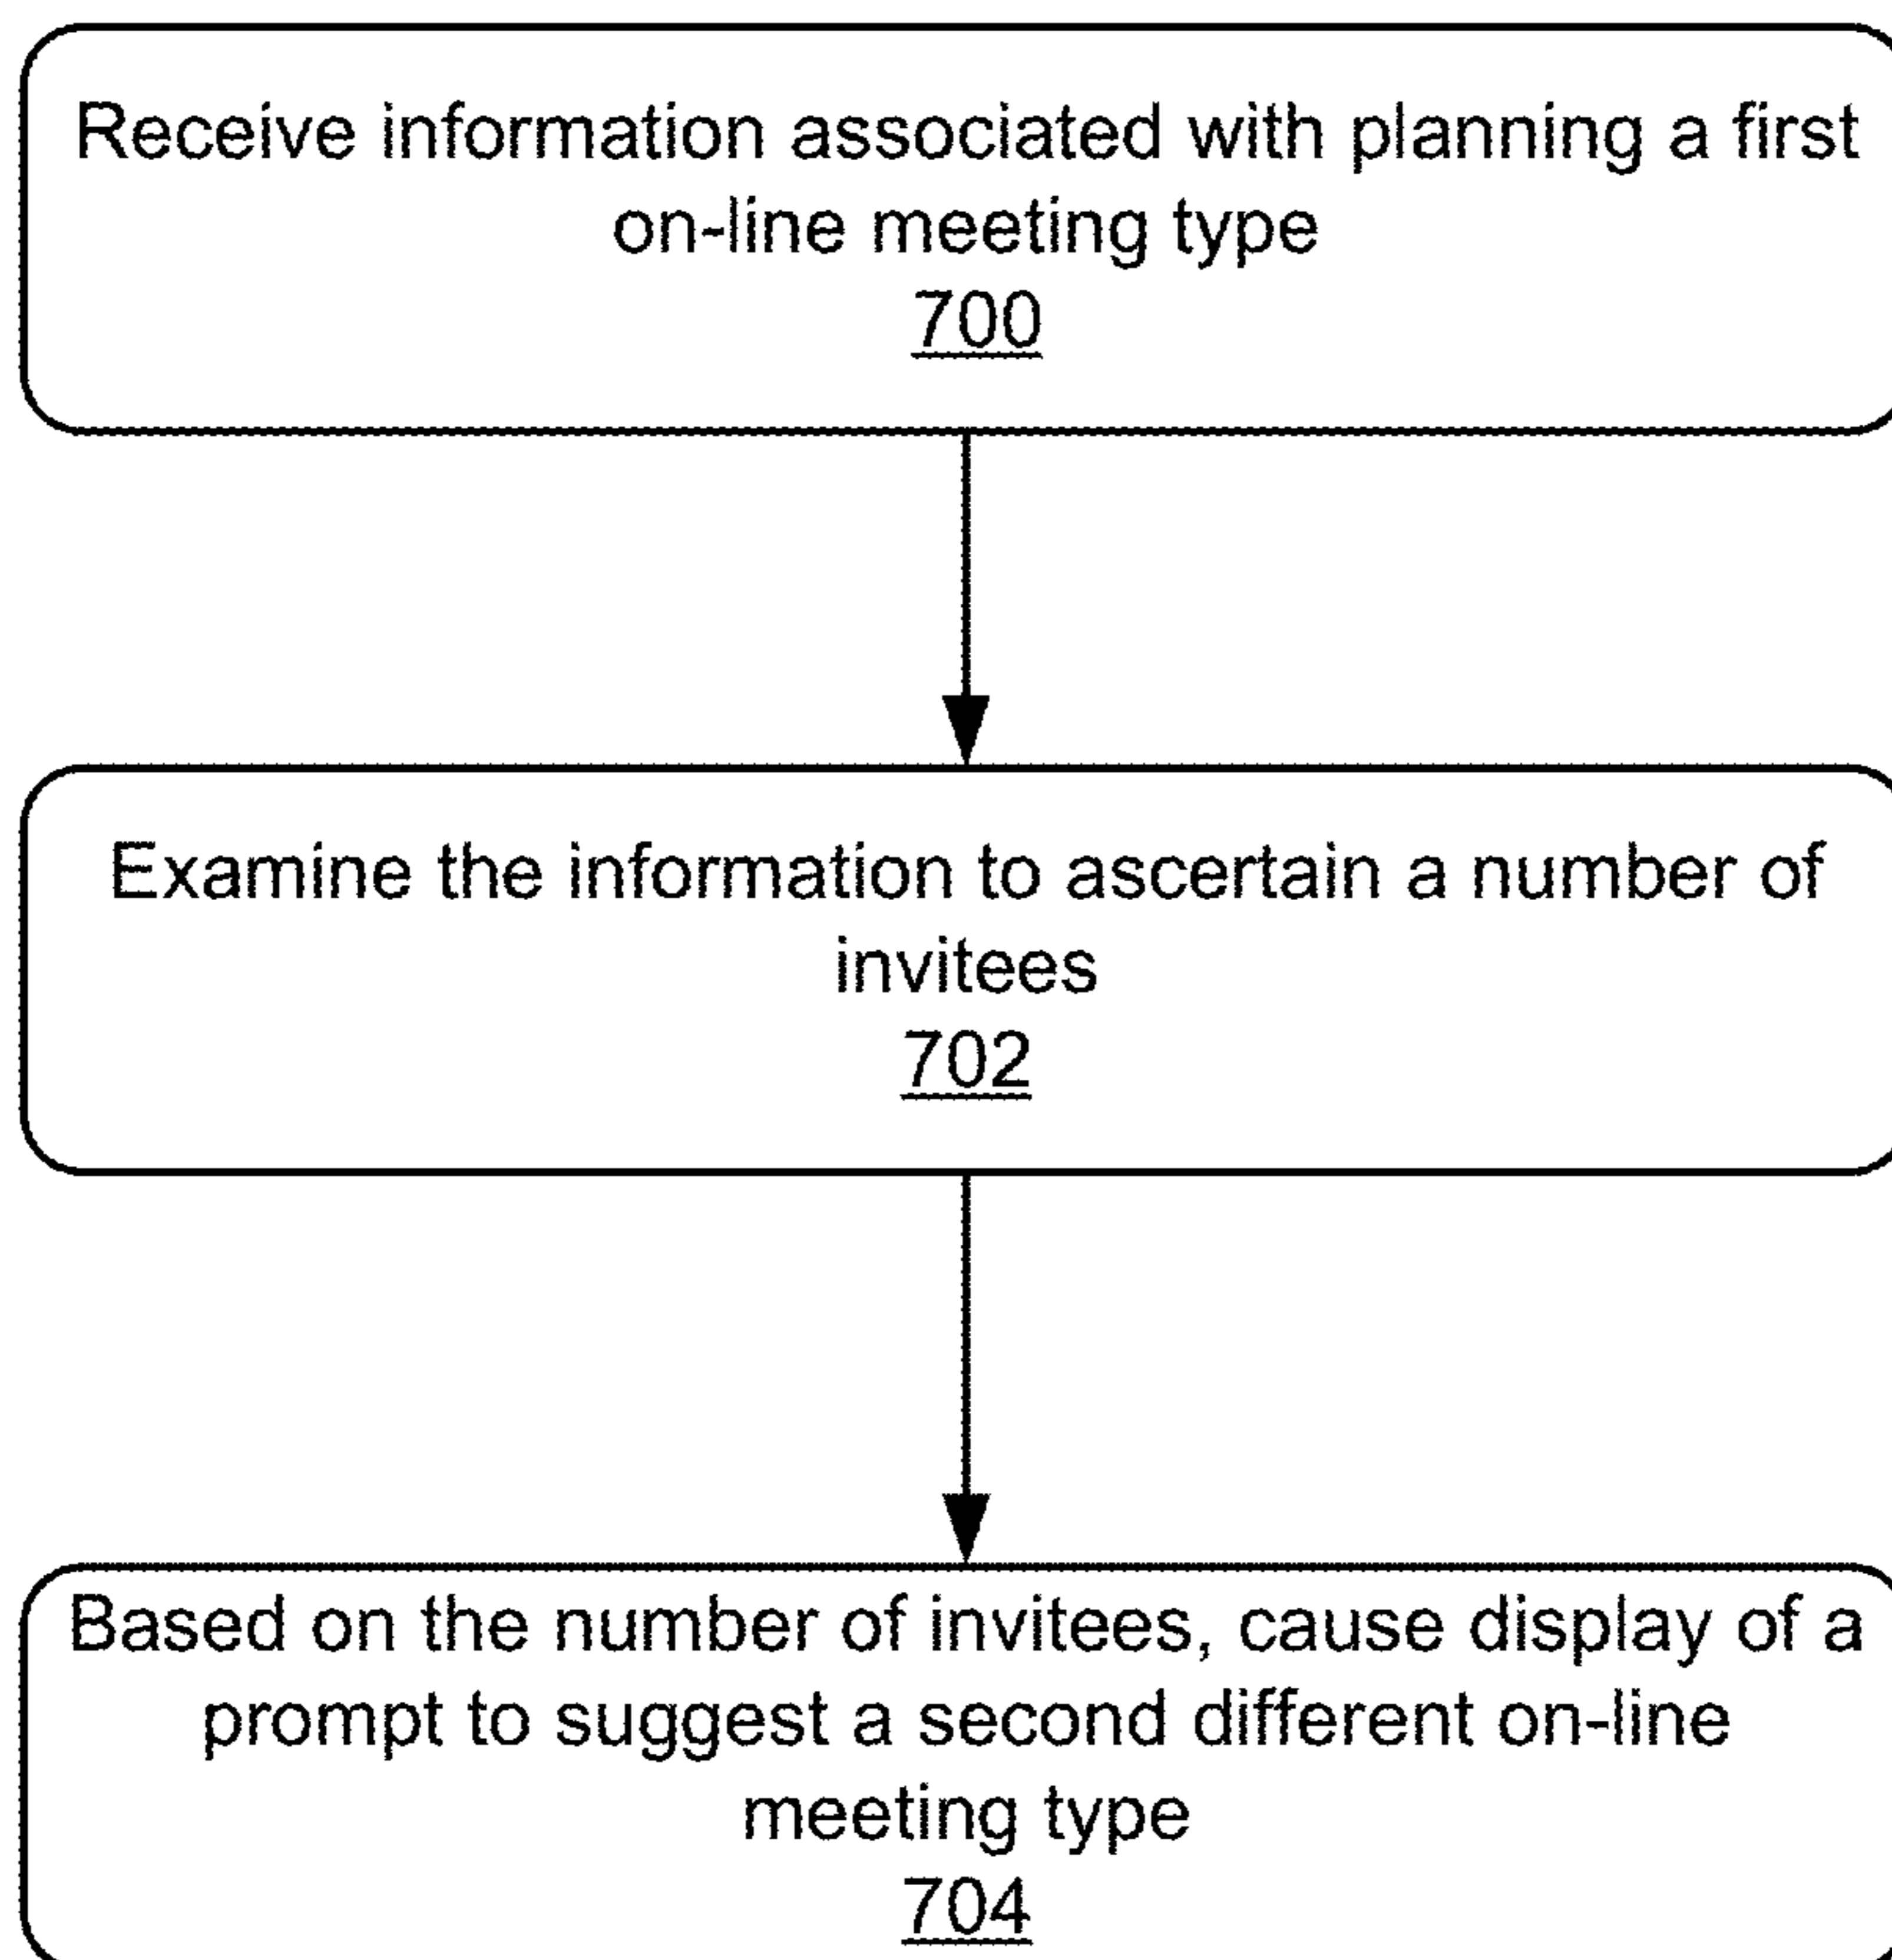 Receive information associated with planning a first
on-line meeting type
700
Examine the information to ascertain a number of
invitees
702
Based on the number of invitees, cause display of a
prompt to suggest a second different on-line
meeting type
704